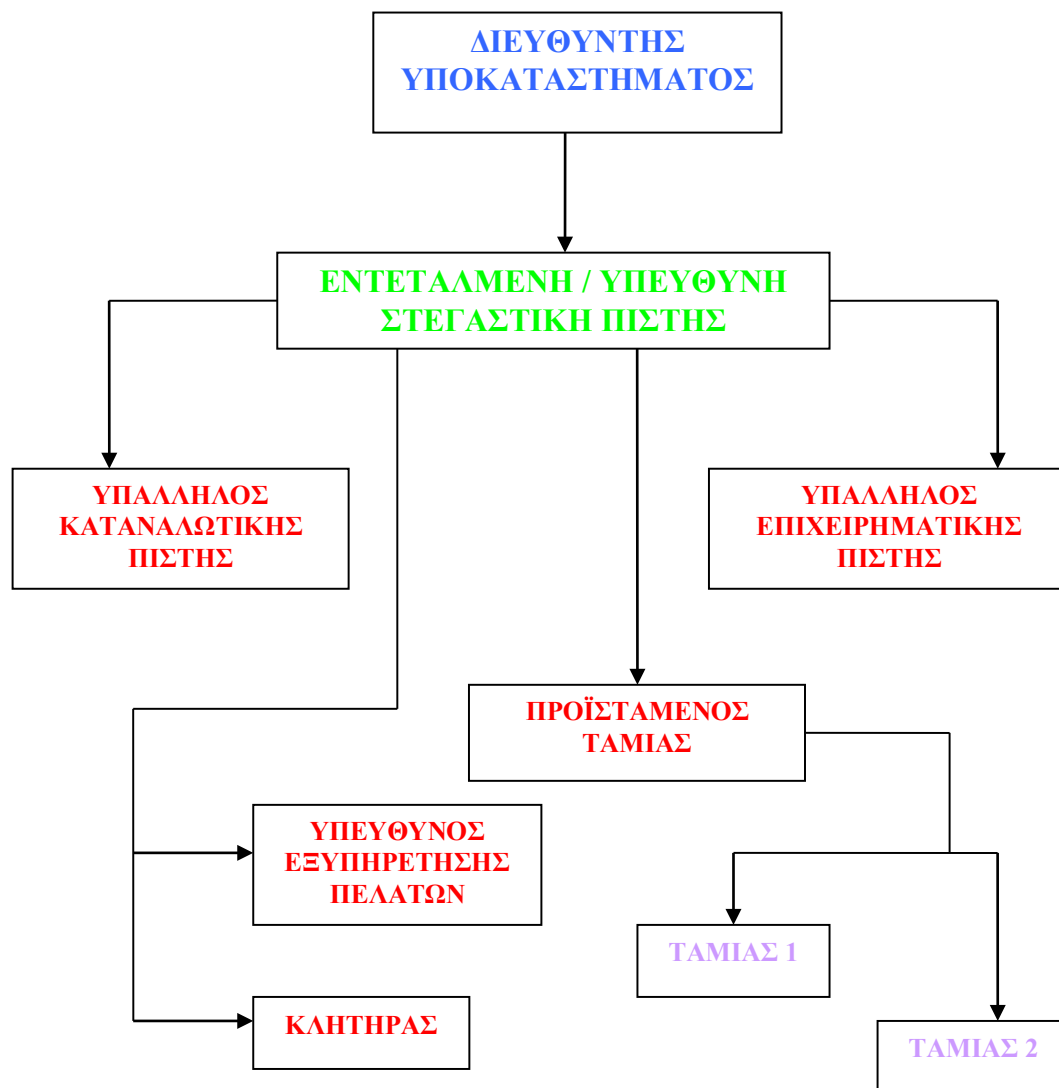 ΔΙΕΥΘΥΝΤΗΣ
ΥΠΟΚΑΤΑΣΤΗΜΑΤΟΣ
ΕΝΤΕΤΑΛΜΕΝΗ / ΥΠΕΥΘΥΝΗ
ΣΤΕΓΑΣΤΙΚΗ ΠΙΣΤΗΣ
ΥΠΑΛΛΗΛΟΣ
ΚΑΤΑΝΑΛΩΤΙΚΗΣ
ΠΙΣΤΗΣ
ΥΠΑΛΛΗΛΟΣ
ΕΠΙΧΕΙΡΗΜΑΤΙΚΗΣ
ΠΙΣΤΗΣ
ΠΡΟΪΣΤΑΜΕΝΟΣ
ΤΑΜΙΑΣ
ΥΠΕΥΘΥΝΟΣ
ΕΞΥΠΗΡΕΤΗΣΗΣ
ΠΕΛΑΤΩΝ
ΤΑΜΙΑΣ 1
ΚΛΗΤΗΡΑΣ
ΤΑΜΙΑΣ 2